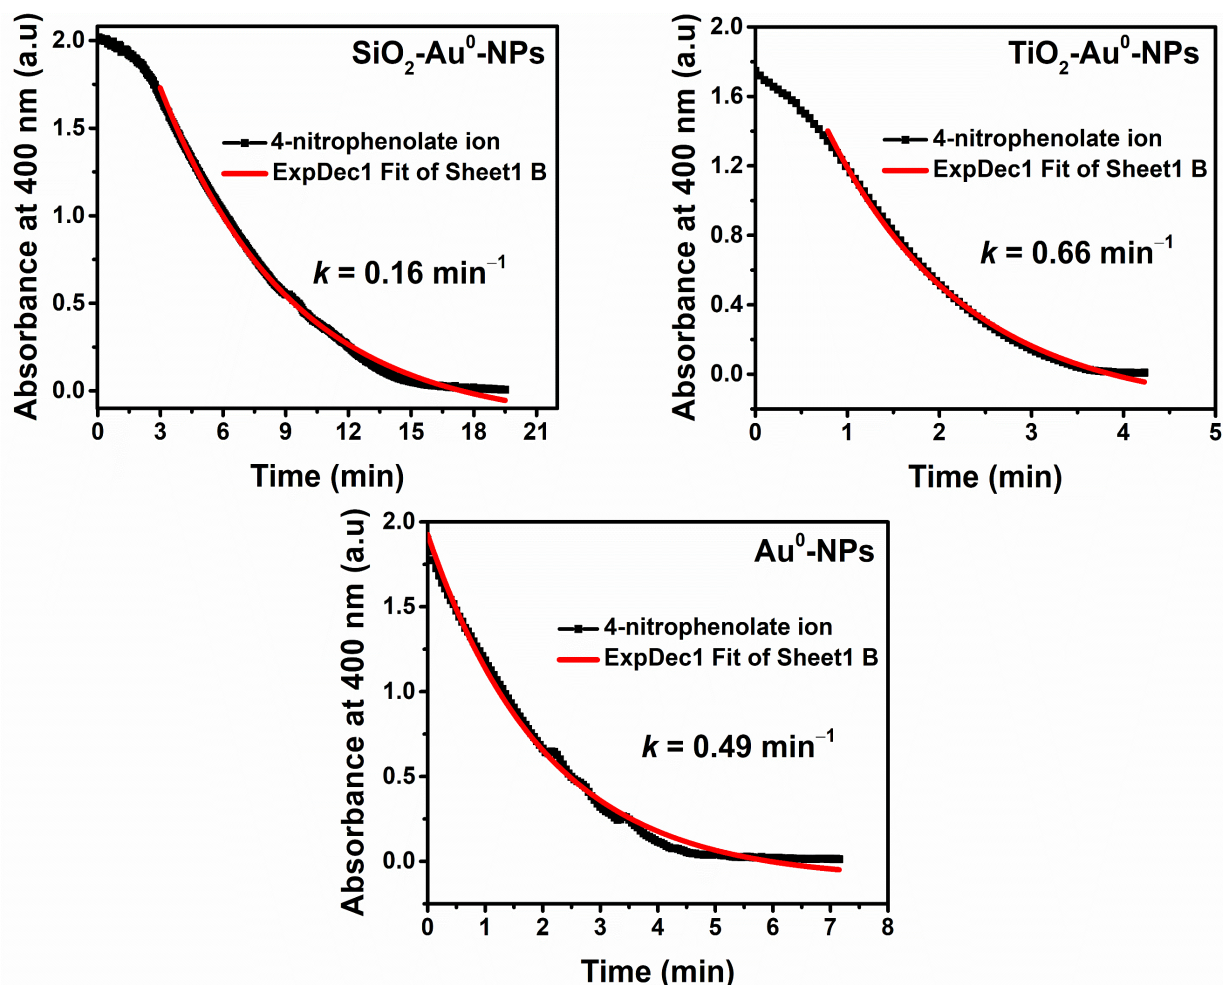 SiO₂-Au⁰-NPs
4-nitrophenolate ion
ExpDec1 Fit of Sheet1 B
k = 0.16 min⁻¹
Absorbance at 400 nm (a.u)
2.0
1.5
1.0
0.5
0.0
0 3 6 9 12 15 18 21
Time (min)
TiO₂-Au⁰-NPs
4-nitrophenolate ion
ExpDec1 Fit of Sheet1 B
k = 0.66 min⁻¹
Absorbance at 400 nm (a.u)
2.0
1.6
1.2
0.8
0.4
0.0
0 1 2 3 4 5
Time (min)
Au⁰-NPs
4-nitrophenolate ion
ExpDec1 Fit of Sheet1 B
k = 0.49 min⁻¹
Absorbance at 400 nm (a.u)
2.0
1.5
1.0
0.5
0.0
0 1 2 3 4 5 6 7 8
Time (min)